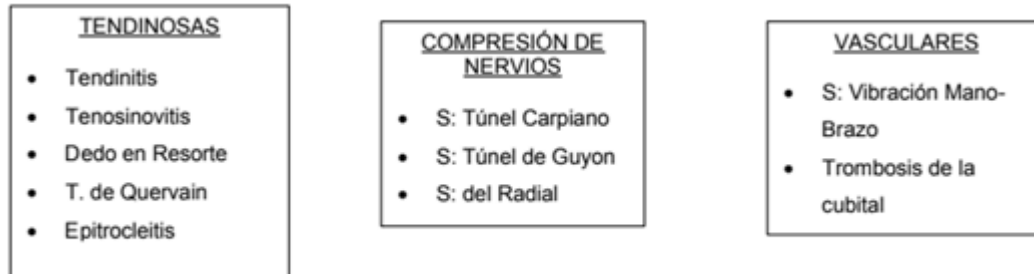 TENDINOSAS
• Tendinitis
• Tenosinovitis
• Dedo en Resorte
• T. de Quervain
• Epitrocleitis
COMPRESIÓN DE
NERVIOS
• S: Túnel Carpiano
• S: Túnel de Guyon
• S: del Radial
VASCULARES
• S: Vibración Mano-
Brazo
• Trombosis de la
cubital